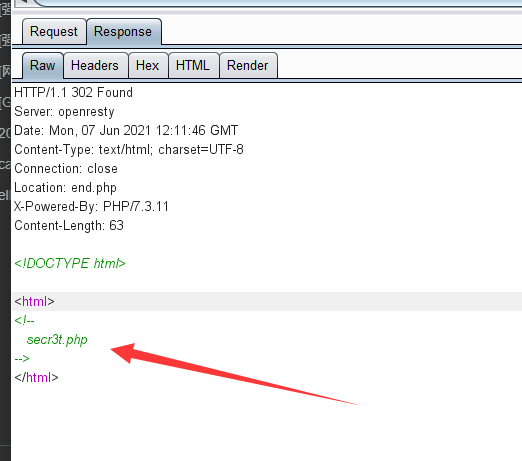 Request Response
Raw Headers Hex HTML Render
HTTP/1.1 302 Found
Server: openresty
Date: Mon, 07 Jun 2021 12:11:46 GMT
Content-Type: text/html; charset=UTF-8
Connection: close
Location: end.php
X-Powered-By: PHP/7.3.11
Content-Length: 63
<!DOCTYPE html>
<html>
<!--
secr3t.php
-->
</html>